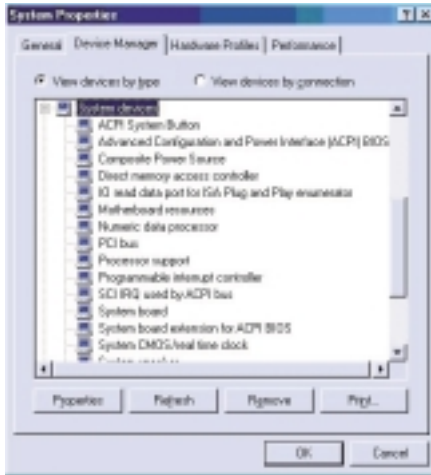 System Properties
General Device Manager Hardware Profiles Performance
View devices by type View devices by connection
System devices
ACPI System Button
Advanced Configuration and Power Interface (ACPI) BIOS
Composite Power Source
Direct memory access controller
IO read data port for ISA Plug and Play enumerator
Motherboard resources
Numeric data processor
PCI bus
Processor support
Programmable interrupt controller
SCI IRQ used by ACPI bus
System board
System board extension for ACPI BIOS
System CMOS/real time clock
System speaker
Properties Refresh Remove Print...
OK Cancel